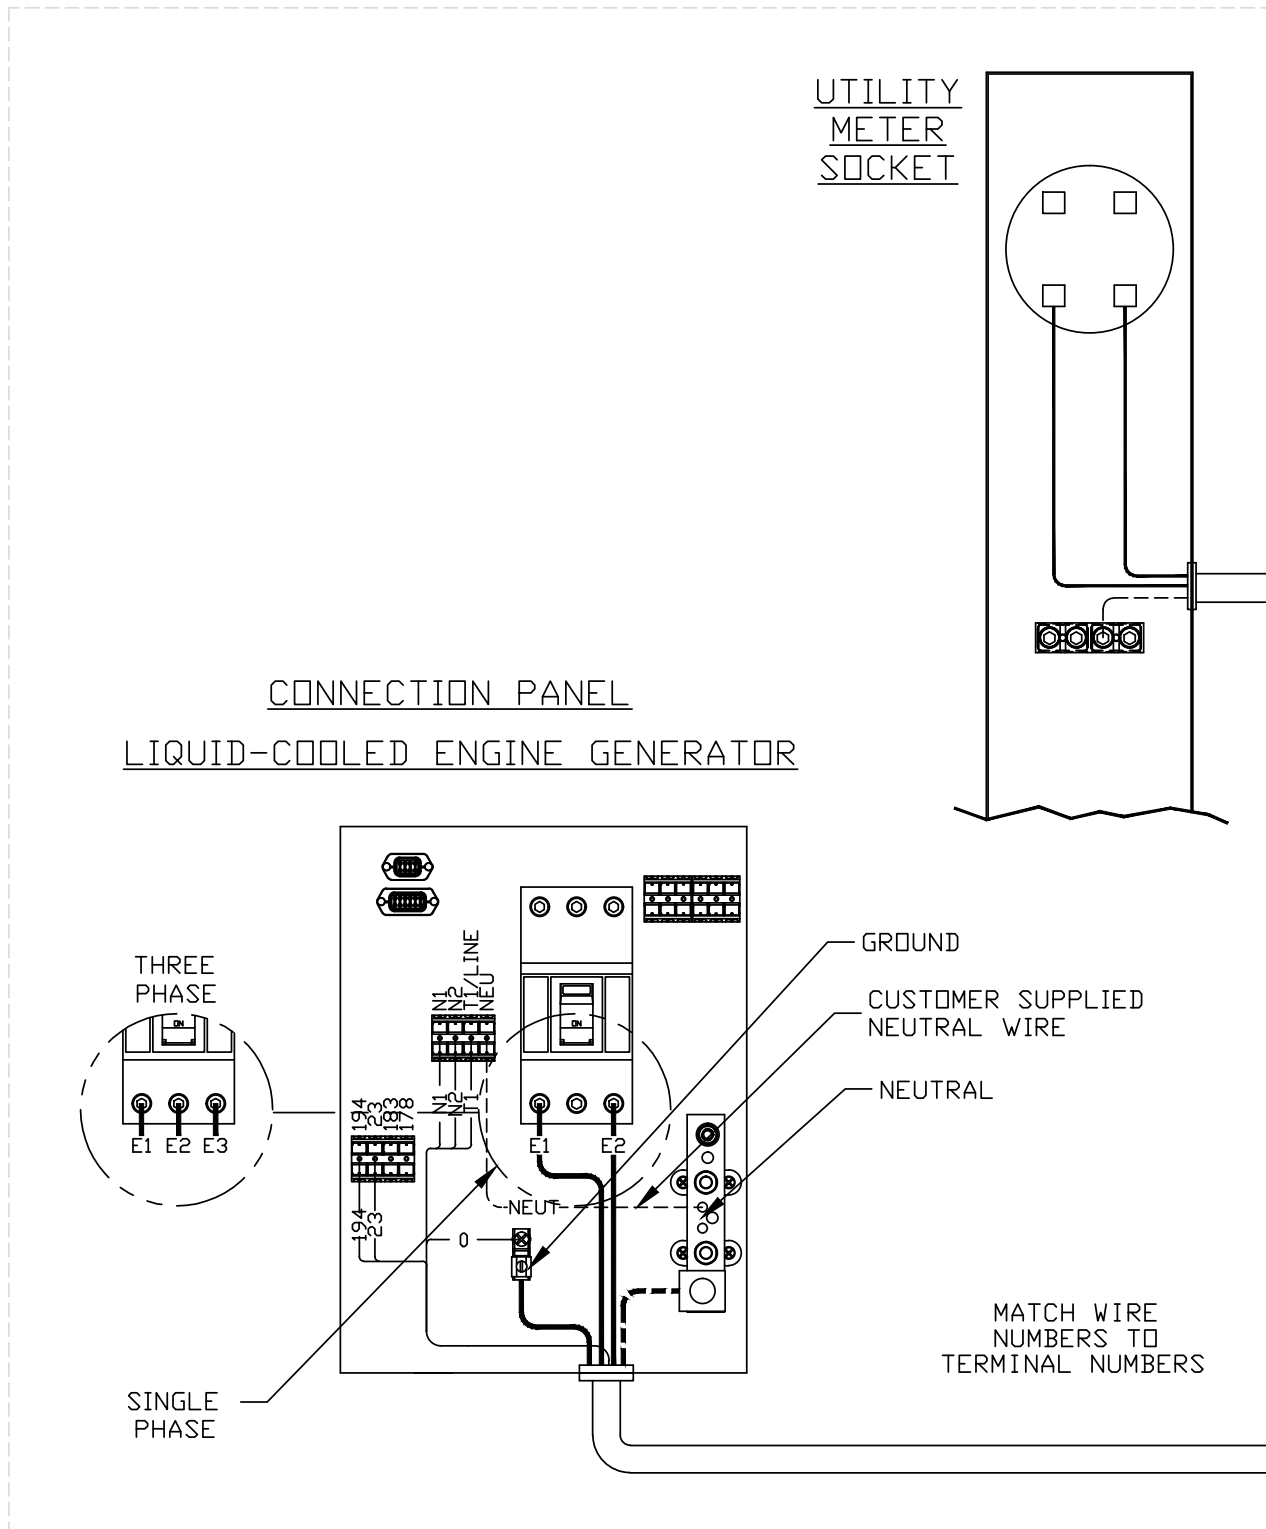 UTILITY
METER
SOCKET
CONNECTION PANEL
LIQUID-COOLED ENGINE GENERATOR
THREE
PHASE
ON
E1 E2 E3
N1
N2
T1/LINE
NEU
ON
GROUND
CUSTOMER SUPPLIED
NEUTRAL WIRE
NEUTRAL
194
23
183
178
N1
N2
T1
E1 E2
NEUT
194
23
0
MATCH WIRE
NUMBERS TO
TERMINAL NUMBERS
SINGLE
PHASE